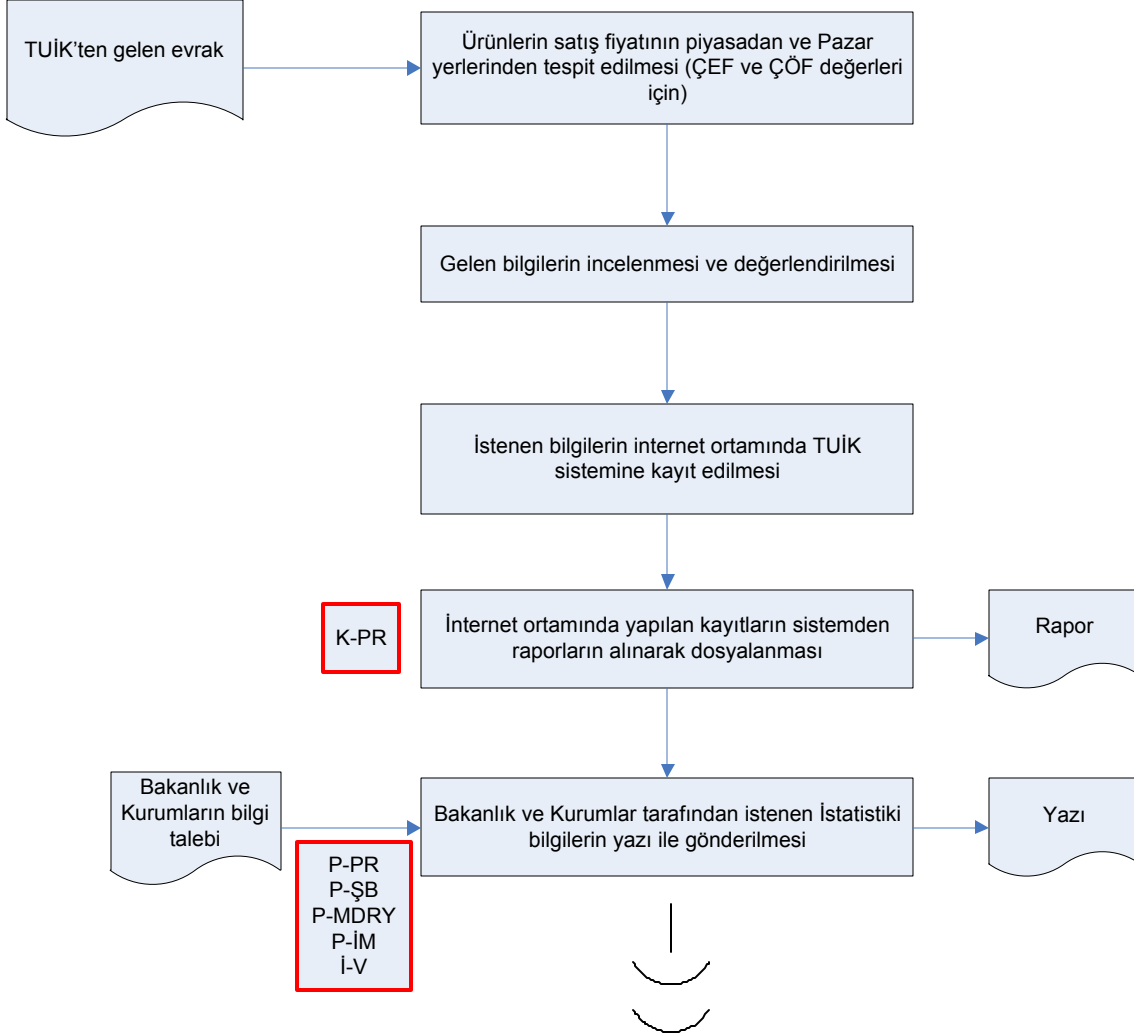 TUİK’ten gelen evrak
Ürünlerin satış fiyatının piyasadan ve Pazar
yerlerinden tespit edilmesi (ÇEF ve ÇÖF değerleri
için)
Gelen bilgilerin incelenmesi ve değerlendirilmesi
İstenen bilgilerin internet ortamında TUİK
sistemine kayıt edilmesi
K-PR
İnternet ortamında yapılan kayıtların sistemden
raporların alınarak dosyalanması
Rapor
Bakanlık ve
Kurumların bilgi
talebi
Bakanlık ve Kurumlar tarafından istenen İstatistiki
bilgilerin yazı ile gönderilmesi
Yazı
P-PR
P-ŞB
P-MDRY
P-İM
İ-V